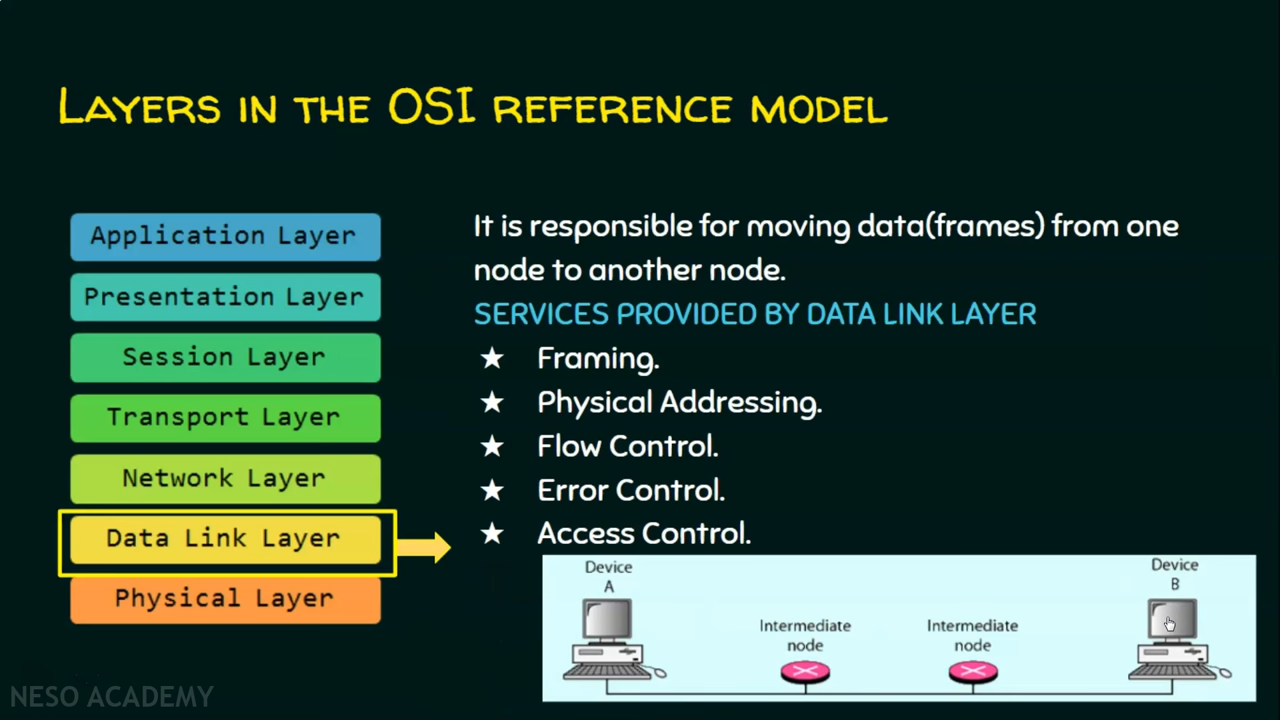 LAYERS IN THE OSI REFERENCE MODEL
Application Layer
Presentation Layer
Session Layer
Transport Layer
Network Layer
Data Link Layer
Physical Layer
It is responsible for moving data(frames) from one
node to another node.
SERVICES PROVIDED BY DATA LINK LAYER
★ Framing.
★ Physical Addressing.
★ Flow Control.
★ Error Control.
★ Access Control.
Device
A
Intermediate
node
Intermediate
node
Device
B
NESO ACADEMY